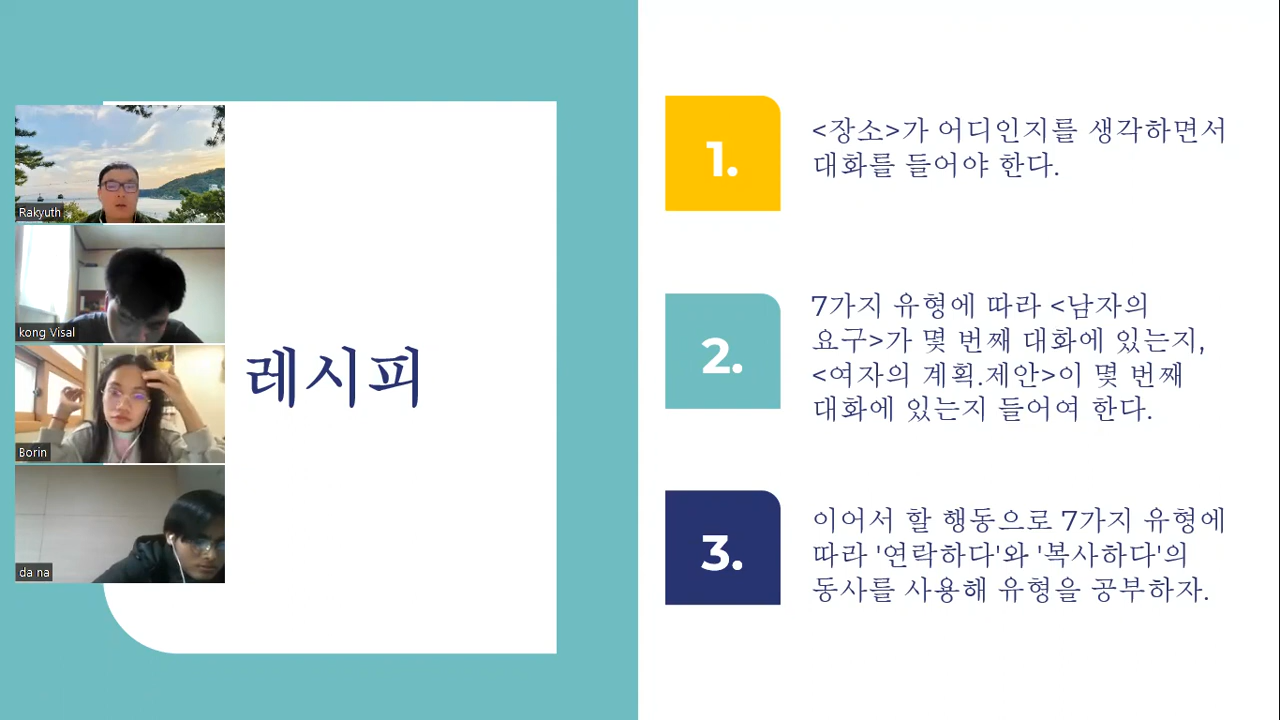 Rakyuth
kong Visal
Borin
da na
레시피
1.
<장소>가 어디인지를 생각하면서
대화를 들어야 한다.
2.
7가지 유형에 따라 <남자의
요구>가 몇 번째 대화에 있는지,
<여자의 계획.제안>이 몇 번째
대화에 있는지 들어여 한다.
3.
이어서 할 행동으로 7가지 유형에
따라 '연락하다'와 '복사하다'의
동사를 사용해 유형을 공부하자.